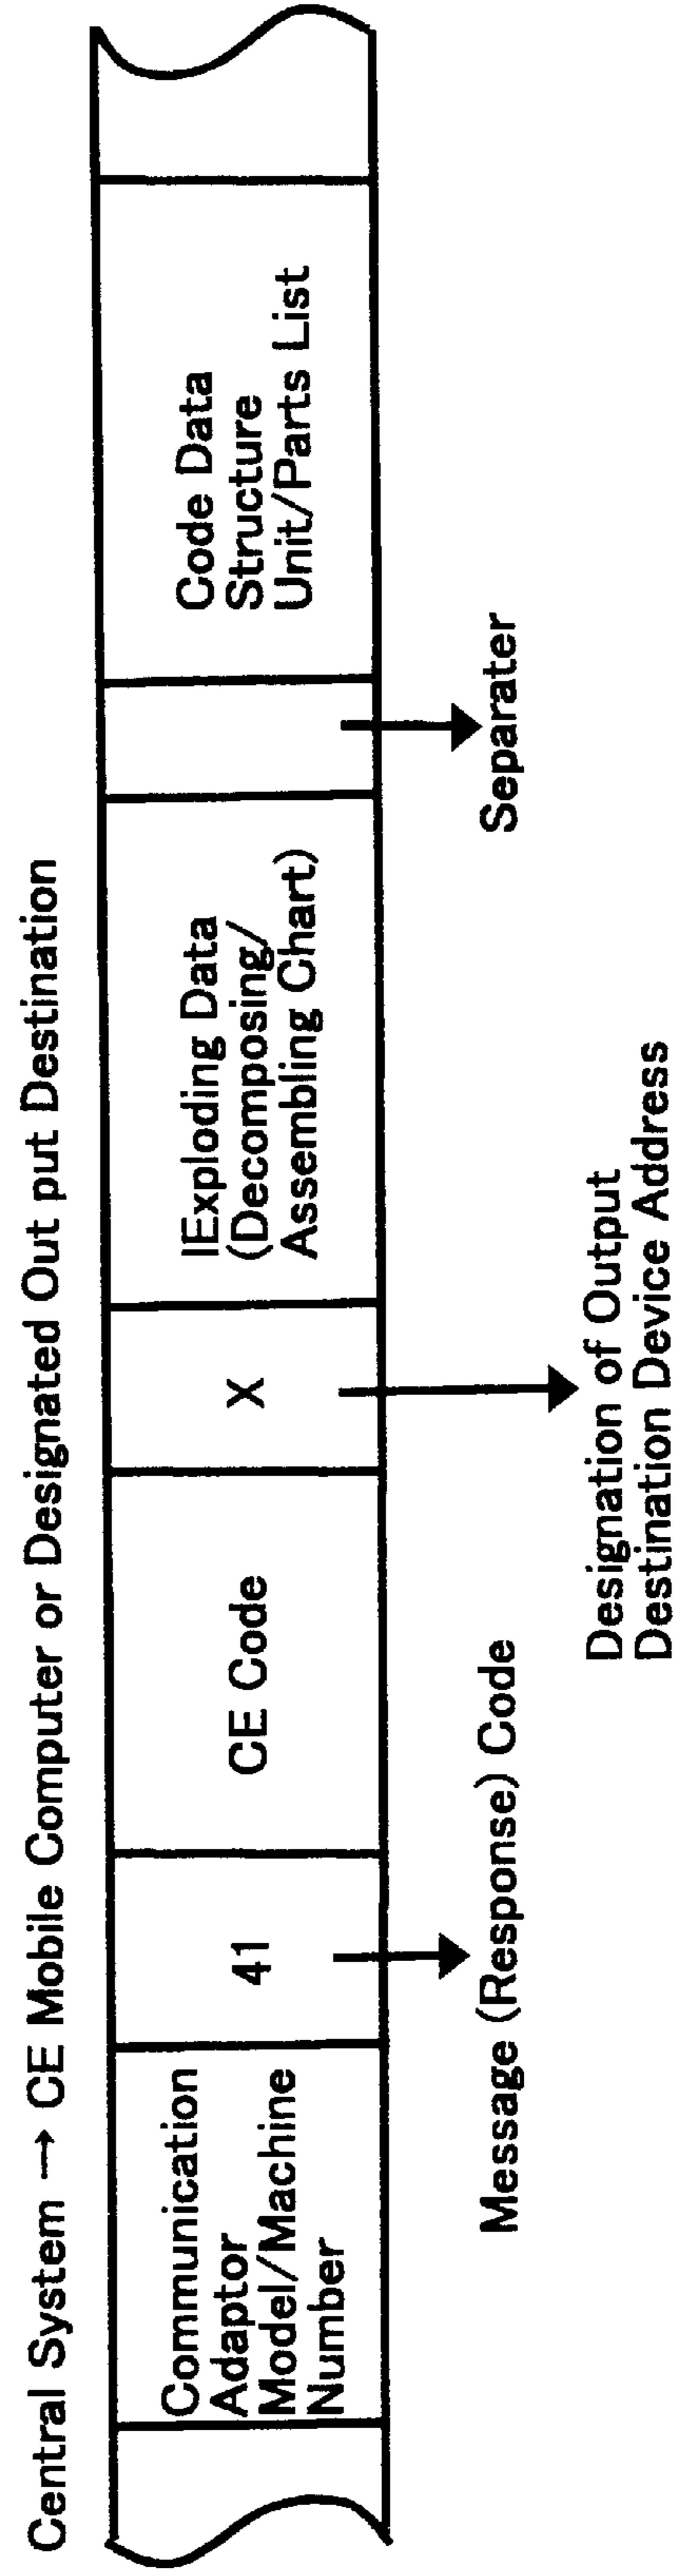 Central System → CE Mobile Computer or Designated Out put Destination
Communication
Adaptor
Model/Machine
Number
41
CE Code
X
IExploding Data
(Decomposing/
Assembling Chart)
Code Data
Structure
Unit/Parts List
Message (Response) Code
Designation of Output
Destination Device Address
Separater